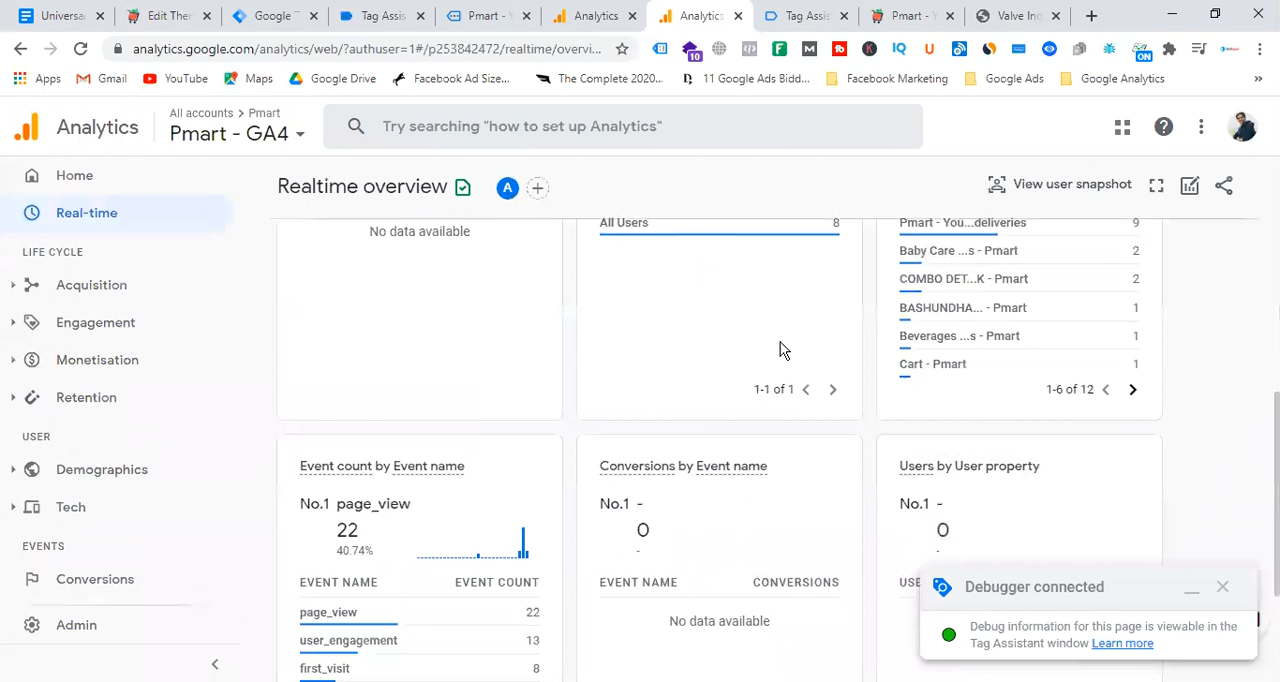 Universa
Edit Ther
Google T
Tag Assis
Pmart -
Analytics
Analytics
Tag Assis
Pmart - Y
Valve Ind
analytics.google.com/analytics/web/?authuser=1#/p253842472/realtime/overvi...
10
ON
Apps
Gmail
YouTube
Maps
Google Drive
Facebook Ad Size...
The Complete 2020...
11 Google Ads Bidd...
Facebook Marketing
Google Ads
Google Analytics
»
Analytics
All accounts > Pmart
Pmart - GA4
Try searching "how to set up Analytics"
Home
Real-time
LIFE CYCLE
Acquisition
Engagement
Monetisation
Retention
USER
Demographics
Tech
EVENTS
Conversions
Admin
Realtime overview
A
View user snapshot
No data available
All Users 8
1-1 of 1
Pmart - You...deliveries 9
Baby Care ...s - Pmart 2
COMBO DET...K - Pmart 2
BASHUNDHA... - Pmart 1
Beverages ...s - Pmart 1
Cart - Pmart 1
1-6 of 12
Event count by Event name
No.1 page_view
22
40.74%
EVENT NAME EVENT COUNT
page_view 22
user_engagement 13
first_visit 8
Conversions by Event name
No.1 -
0
-
EVENT NAME CONVERSIONS
No data available
Users by User property
No.1 -
0
-
Debugger connected
Debug information for this page is viewable in the
Tag Assistant window Learn more